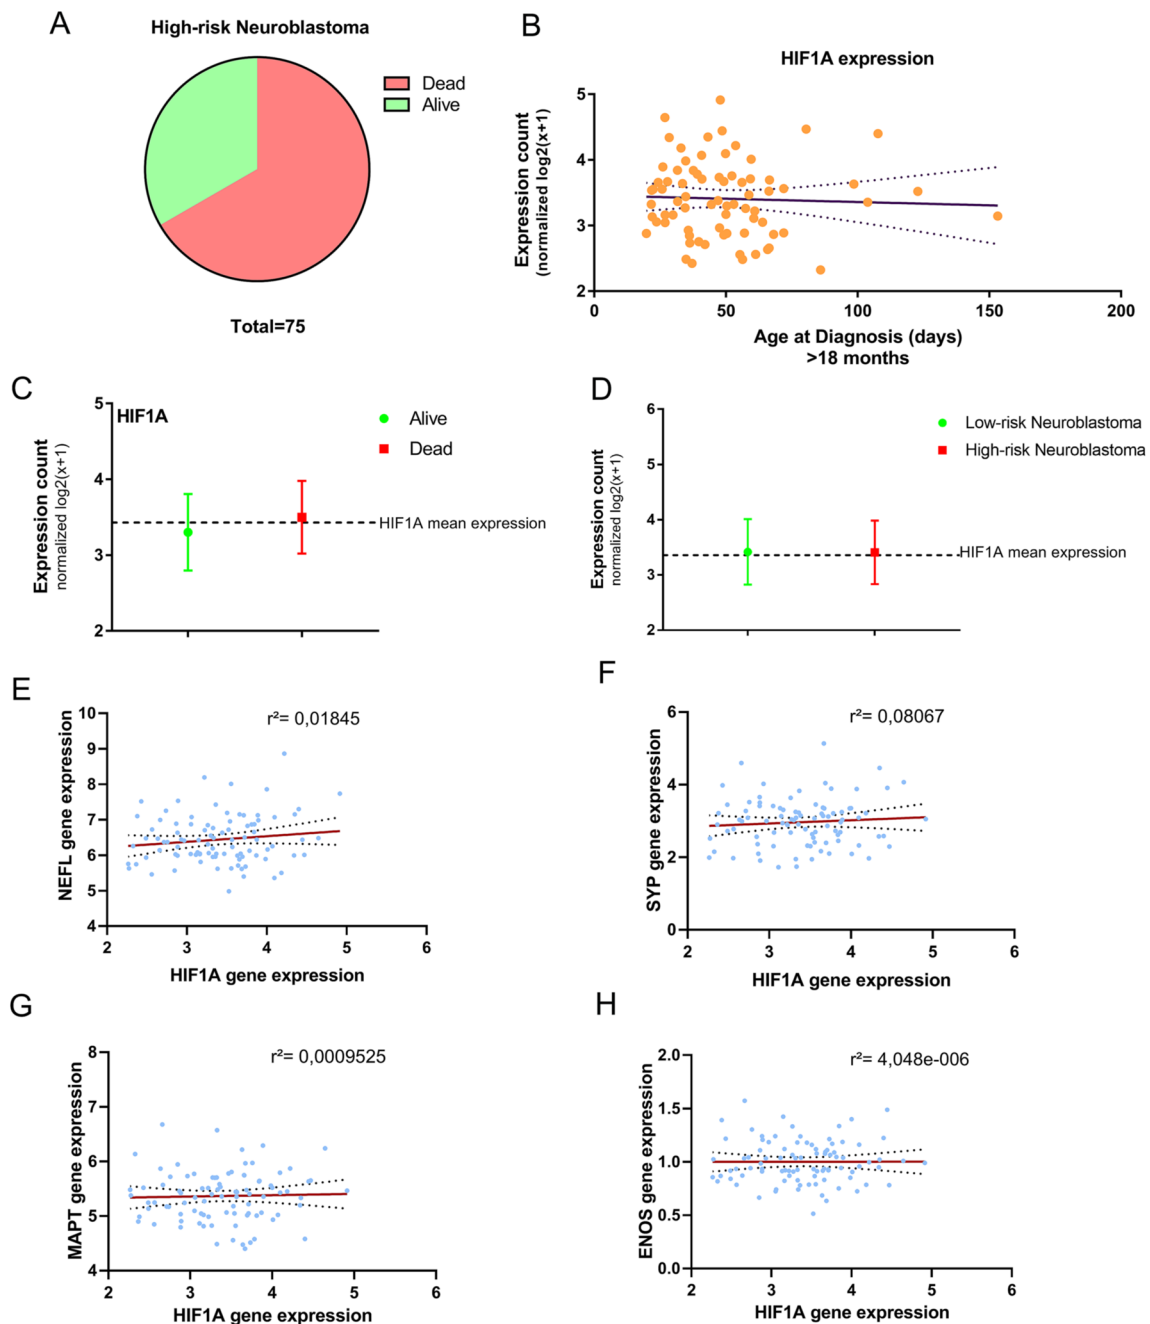 A
High-risk Neuroblastoma
Dead
Alive
Total=75
B
HIF1A expression
Expression count
(normalized log2(x+1)
5
4
3
2
0
50
100
150
200
Age at Diagnosis (days)
>18 months
C
HIF1A
Alive
Dead
Expression count
normalized log2(x+1)
5
4
3
2
HIF1A mean expression
D
Low-risk Neuroblastoma
High-risk Neuroblastoma
Expression count
normalized log2(x+1)
6
5
4
3
2
HIF1A mean expression
E
r²= 0,01845
NEFL gene expression
10
9
8
7
6
5
4
2
3
4
5
6
HIF1A gene expression
F
r²= 0,08067
SYP gene expression
6
4
2
0
2
3
4
5
6
HIF1A gene expression
G
r²= 0,0009525
MAPT gene expression
8
7
6
5
4
2
3
4
5
6
HIF1A gene expression
H
r²= 4,048e-006
ENOS gene expression
2.0
1.5
1.0
0.5
0.0
2
3
4
5
6
HIF1A gene expression